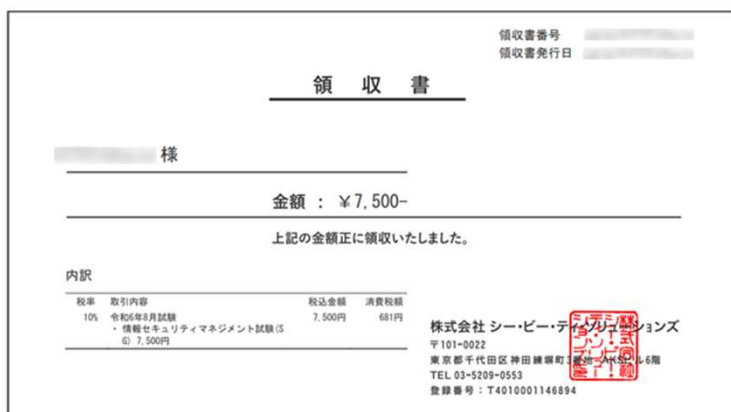 領収書番号
領収書発行日
領 収 書
様
金額 : ¥7,500-
上記の金額正に領収いたしました。
内訳
税率 取引内容 税込金額 消費税額
10% 令和6年8月試験 7,500円 681円
・ 情報セキュリティマネジメント試験(S
G) 7,500円
株式会社 シー・ビー・ティ・ソリューションズ
〒101-0022
東京都千代田区神田練塀町3番地 AKSビル6階
TEL 03-5209-0553
登録番号：T4010001146894